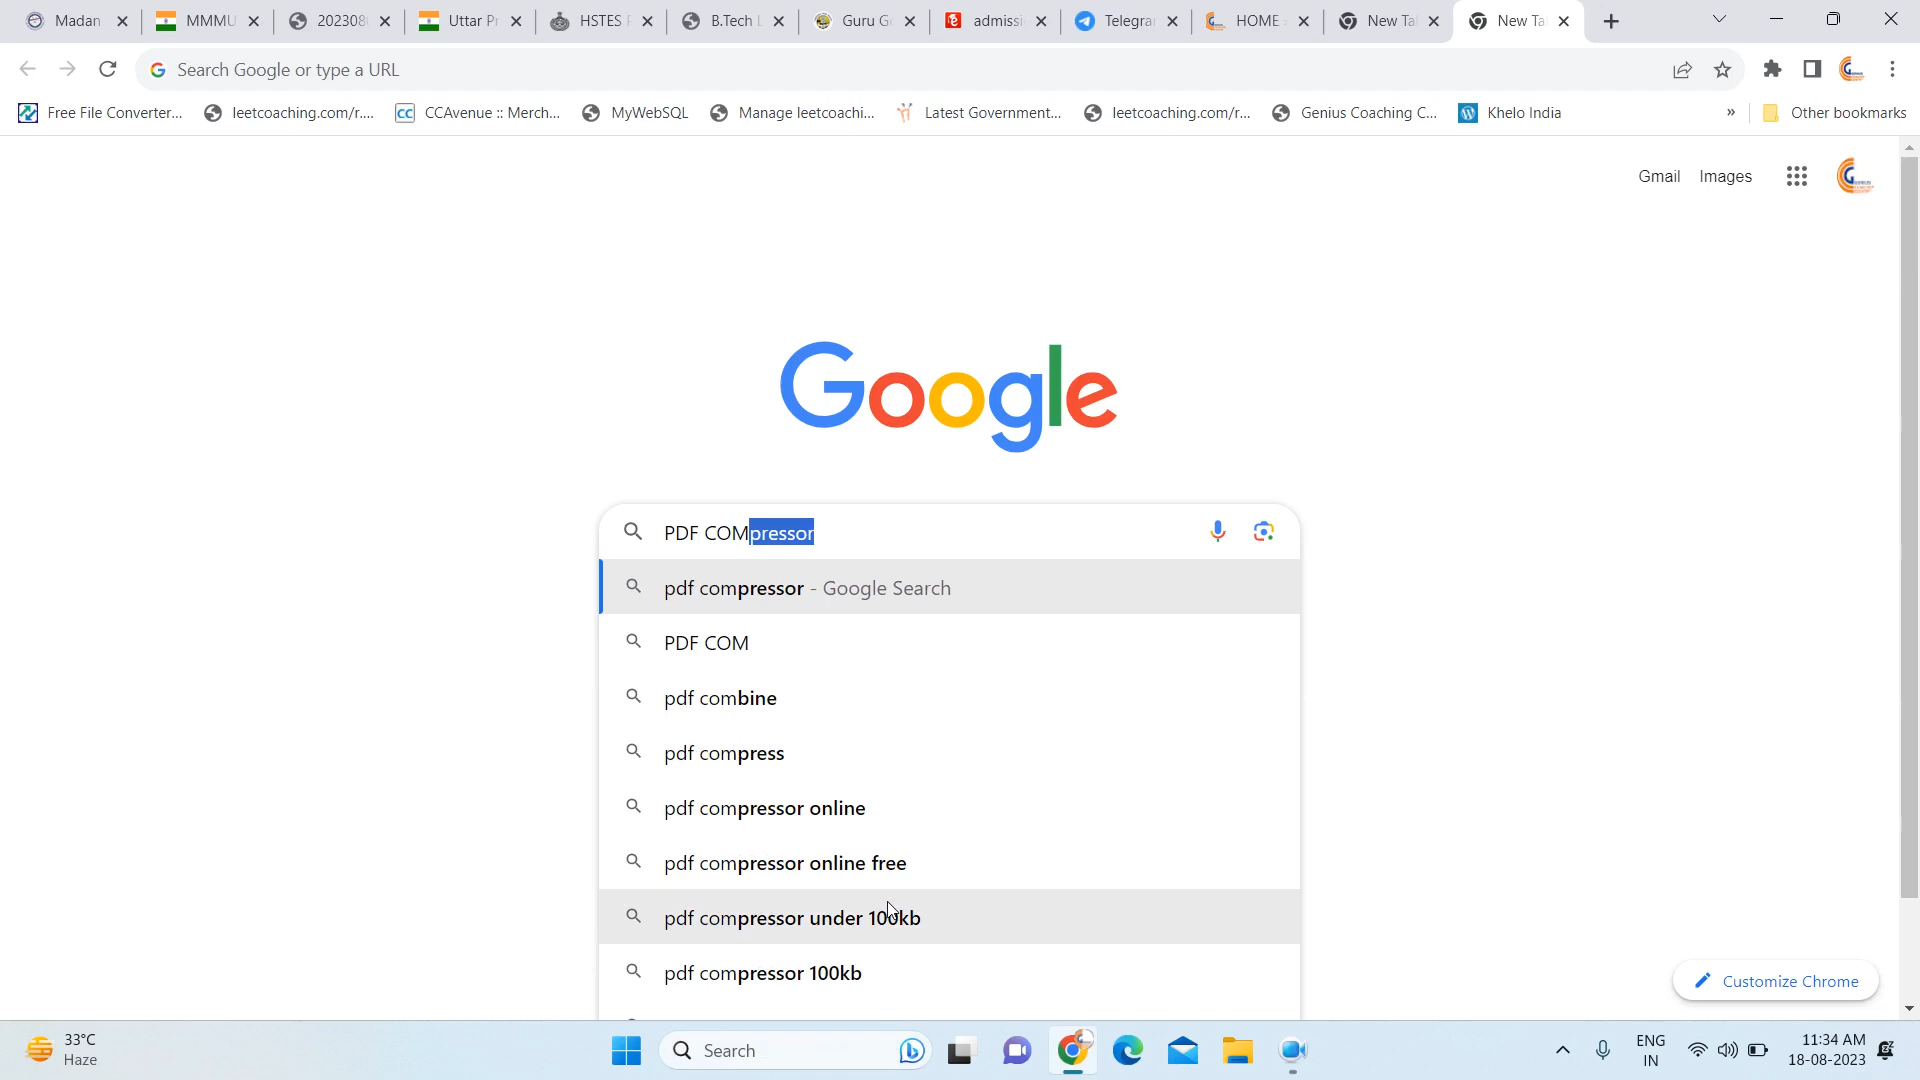 Madan
MMMU
202308
Uttar Pr
HSTES F
B.Tech L
Guru G
admissi
Telegra
HOME
New Ta
New Ta
Search Google or type a URL
Free File Converter...
leetcoaching.com/r....
CC
CCAvenue :: Merch...
MyWebSQL
Manage leetcoachi...
Latest Government...
leetcoaching.com/r...
Genius Coaching C...
Khelo India
»
Other bookmarks
Gmail
Images
Google
PDF COMpressor
pdf compressor - Google Search
PDF COM
pdf combine
pdf compress
pdf compressor online
pdf compressor online free
pdf compressor under 100kb
pdf compressor 100kb
Customize Chrome
33°C
Haze
Search
ENG
IN
11:34 AM
18-08-2023